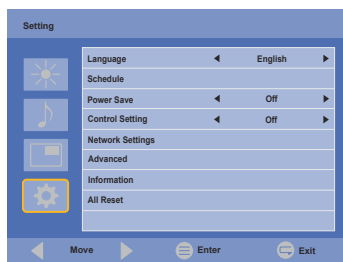 Setting
Language English
Schedule
Power Save Off
Control Setting Off
Network Settings
Advanced
Information
All Reset
Move Enter Exit